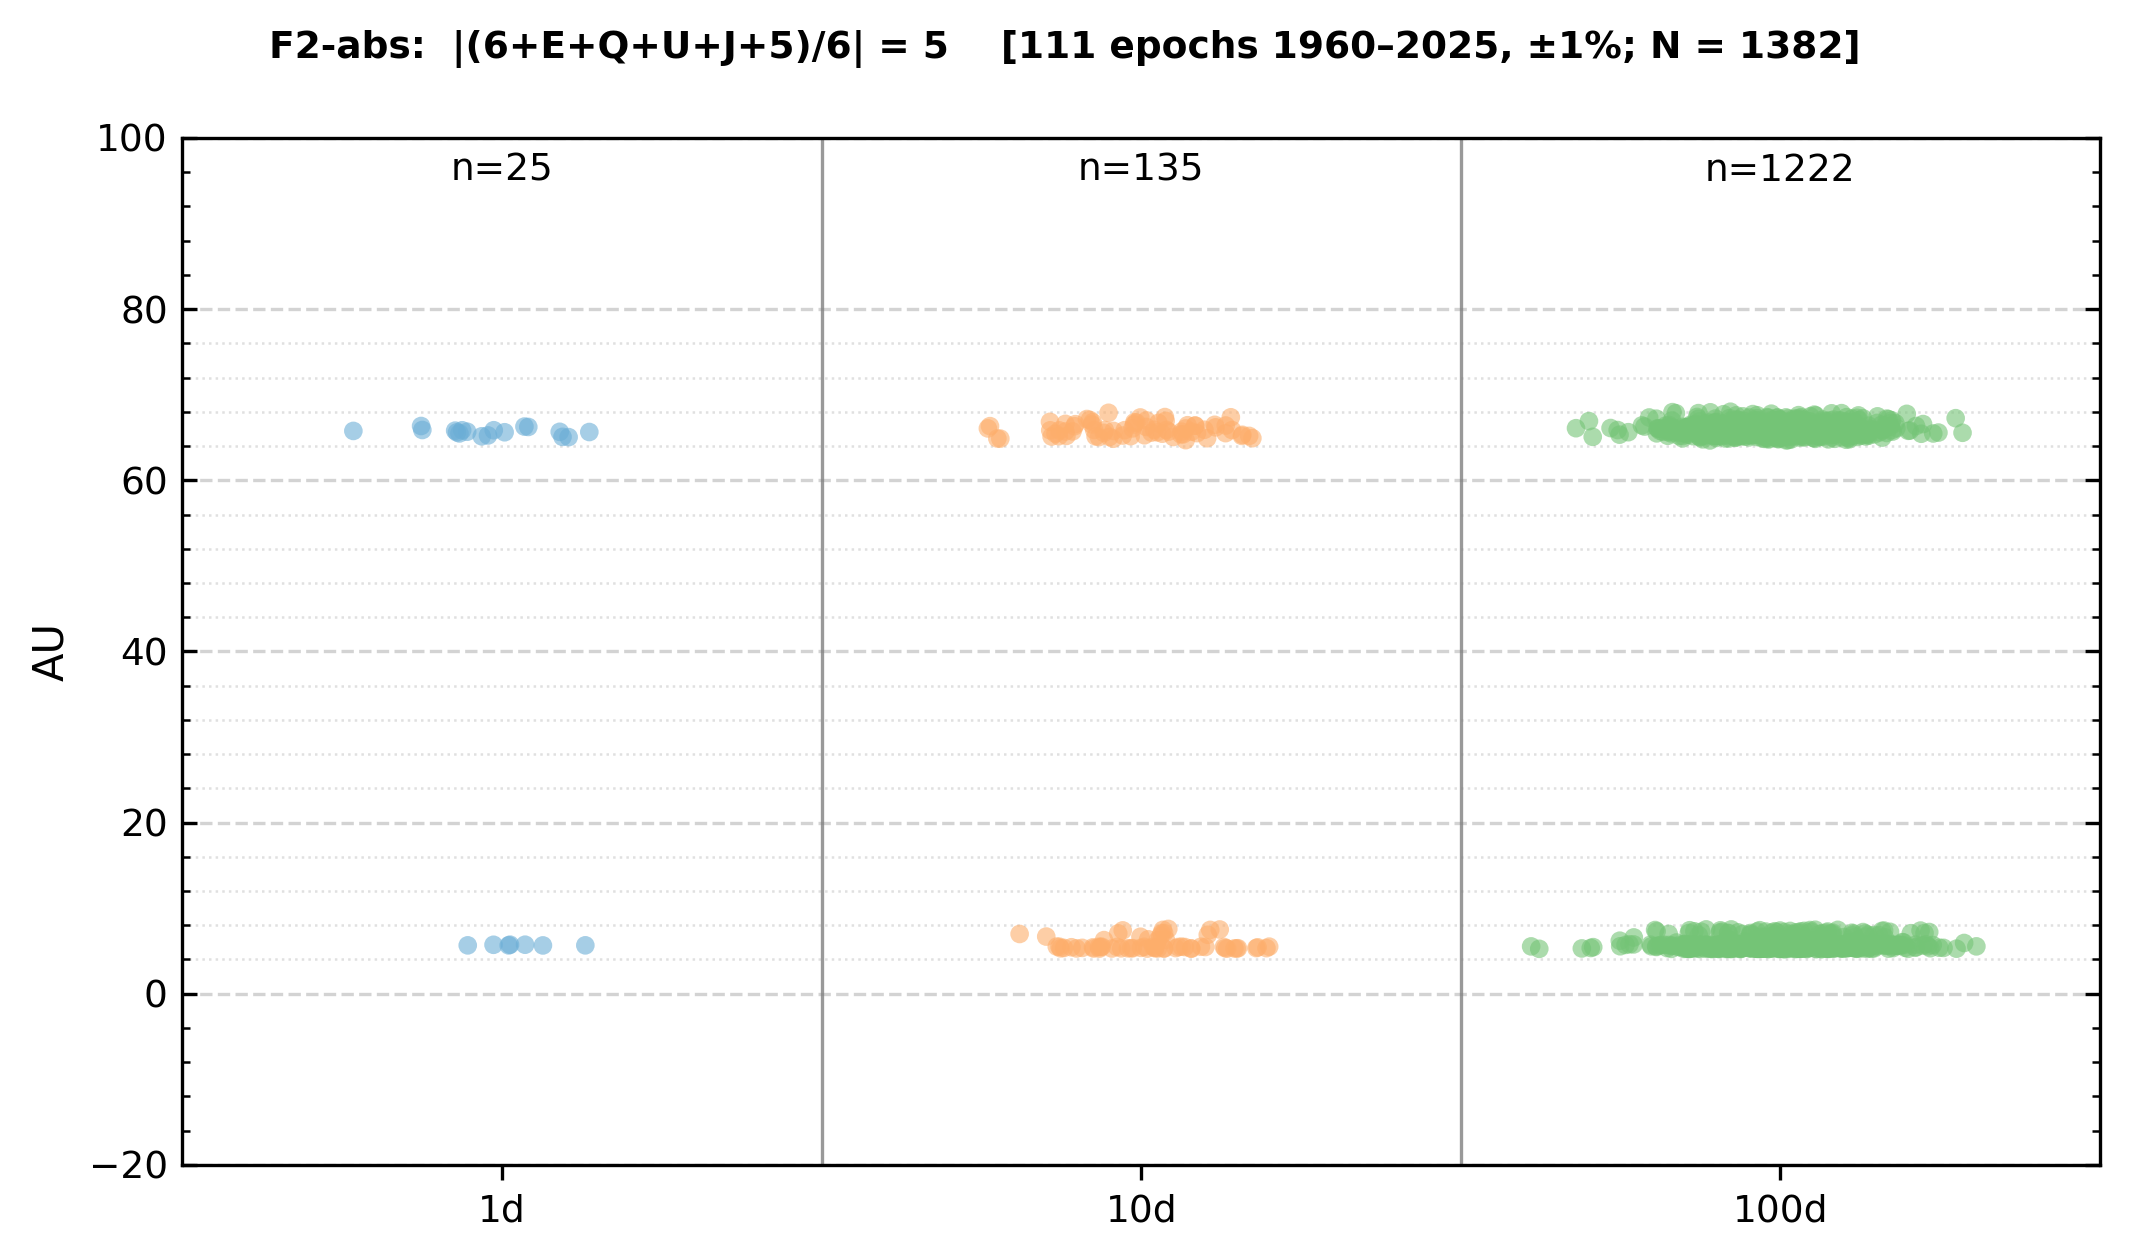 F2-abs: |(6+E+Q+U+J+5)/6| = 5 [111 epochs 1960–2025, ±1%; N = 1382]
100
n=25 n=135 n=1222
80
60
40
AU
20
0
−20
1d 10d 100d